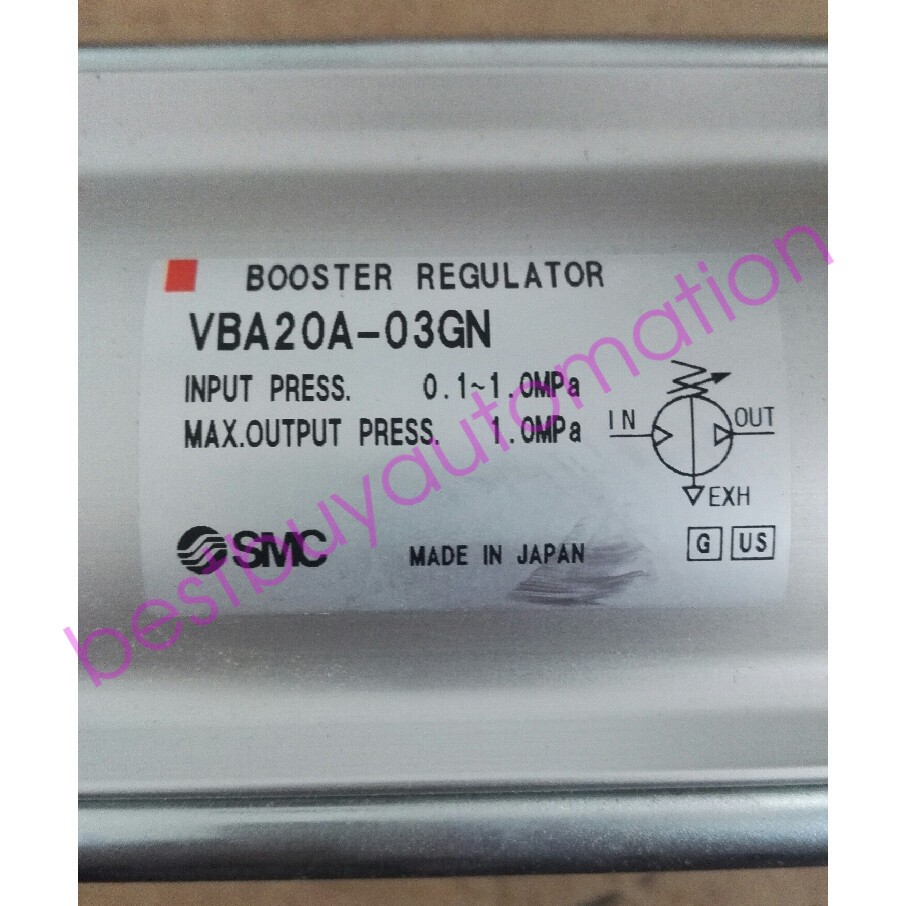 BOOSTER REGULATOR
VBA20A-03GN
INPUT PRESS. 0.1~1.0MPa
MAX.OUTPUT PRESS. 1.0MPa
IN OUT
EXH
SMC MADE IN JAPAN G US
bestbuyautomation